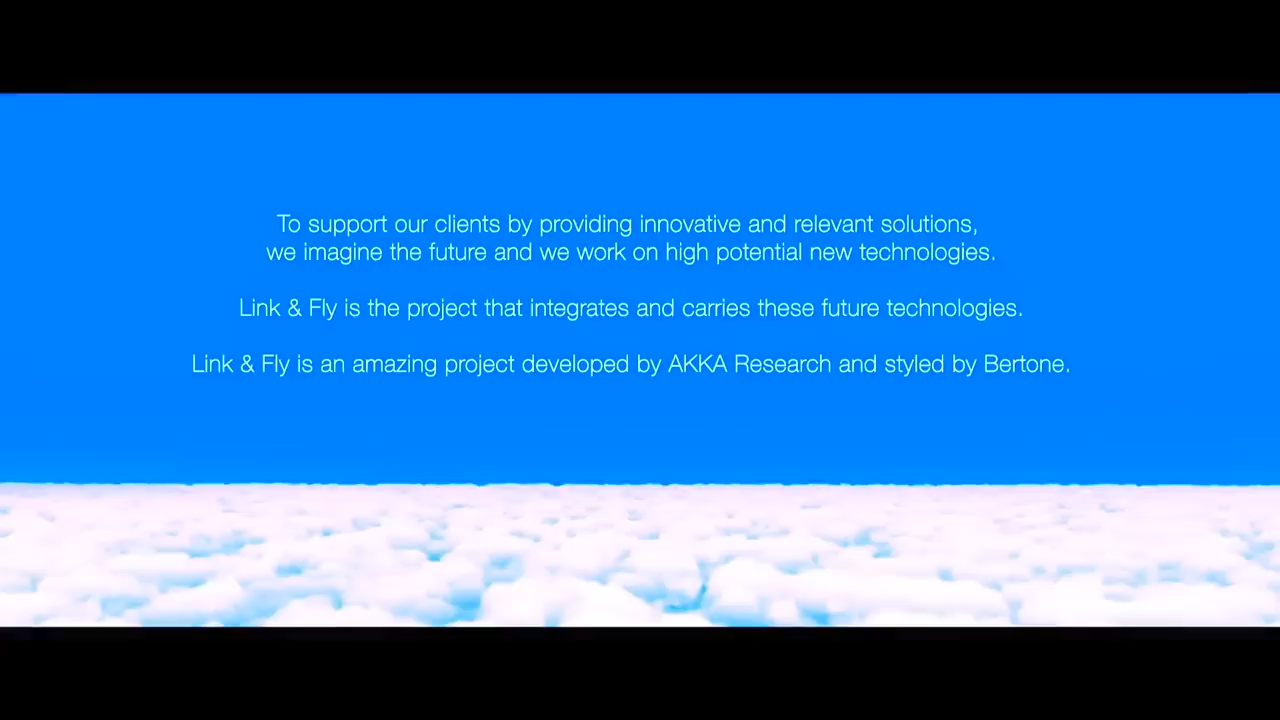 To support our clients by providing innovative and relevant solutions,
we imagine the future and we work on high potential new technologies.
Link & Fly is the project that integrates and carries these future technologies.
Link & Fly is an amazing project developed by AKKA Research and styled by Bertone.